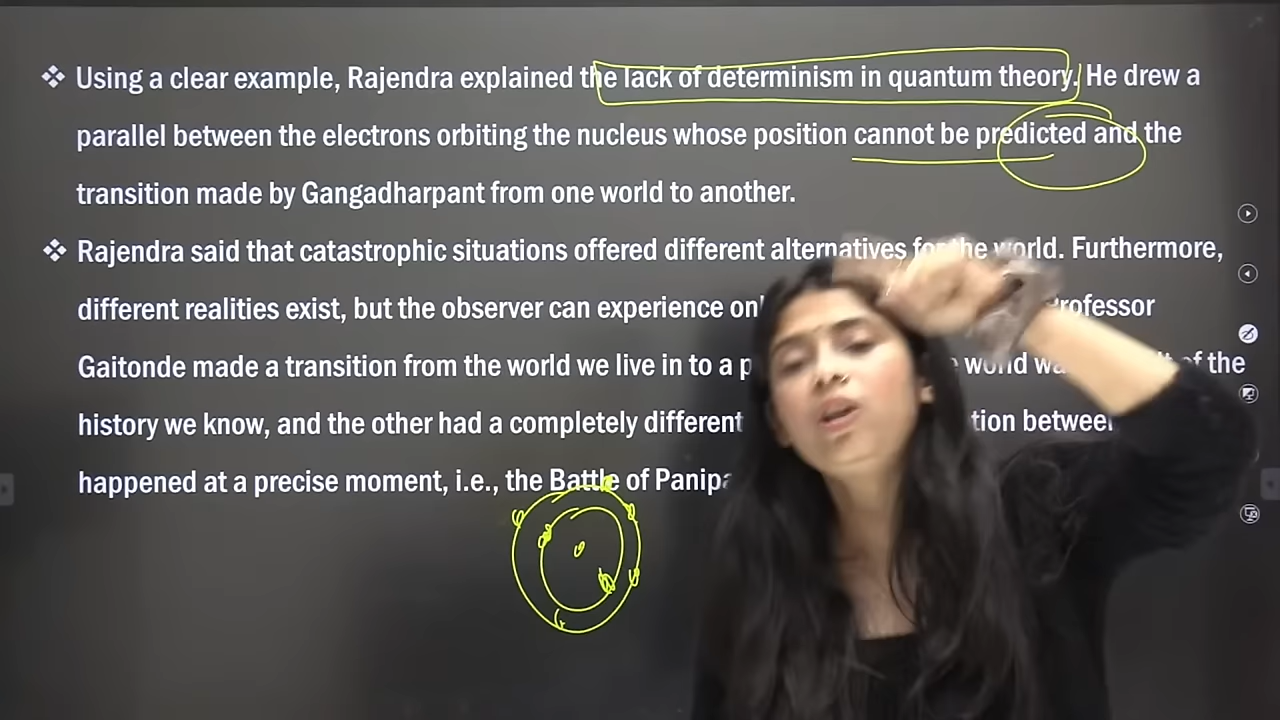 ❖ Using a clear example, Rajendra explained the lack of determinism in quantum theory. He drew a
parallel between the electrons orbiting the nucleus whose position cannot be predicted and the
transition made by Gangadharpant from one world to another.
❖ Rajendra said that catastrophic situations offered different alternatives for the world. Furthermore,
different realities exist, but the observer can experience Professor
Gaitonde made a transition from the world we live in to a world of the
history we know, and the other had a completely different
happened at a precise moment, i.e., the Battle of